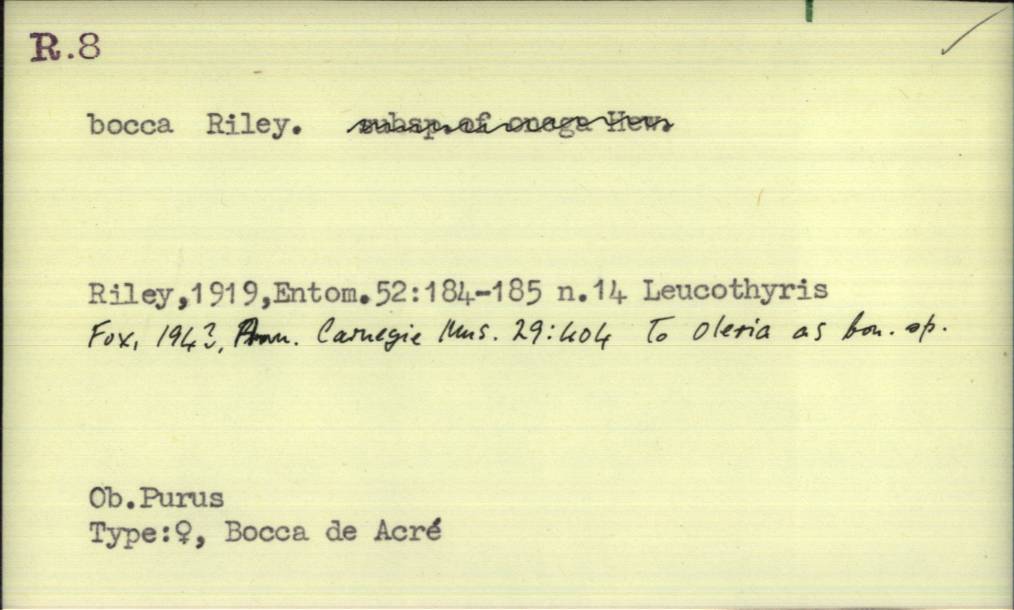 R.8
bocca Riley. subsp.of onega Hew.
Riley,1919,Entom.52:184-185 n.14 Leucothyris
Fox, 194?, Ann. Carnegie Mus. 29:404 To Oleria as bon. sp.
Ob.Purus
Type:♀, Bocca de Acré